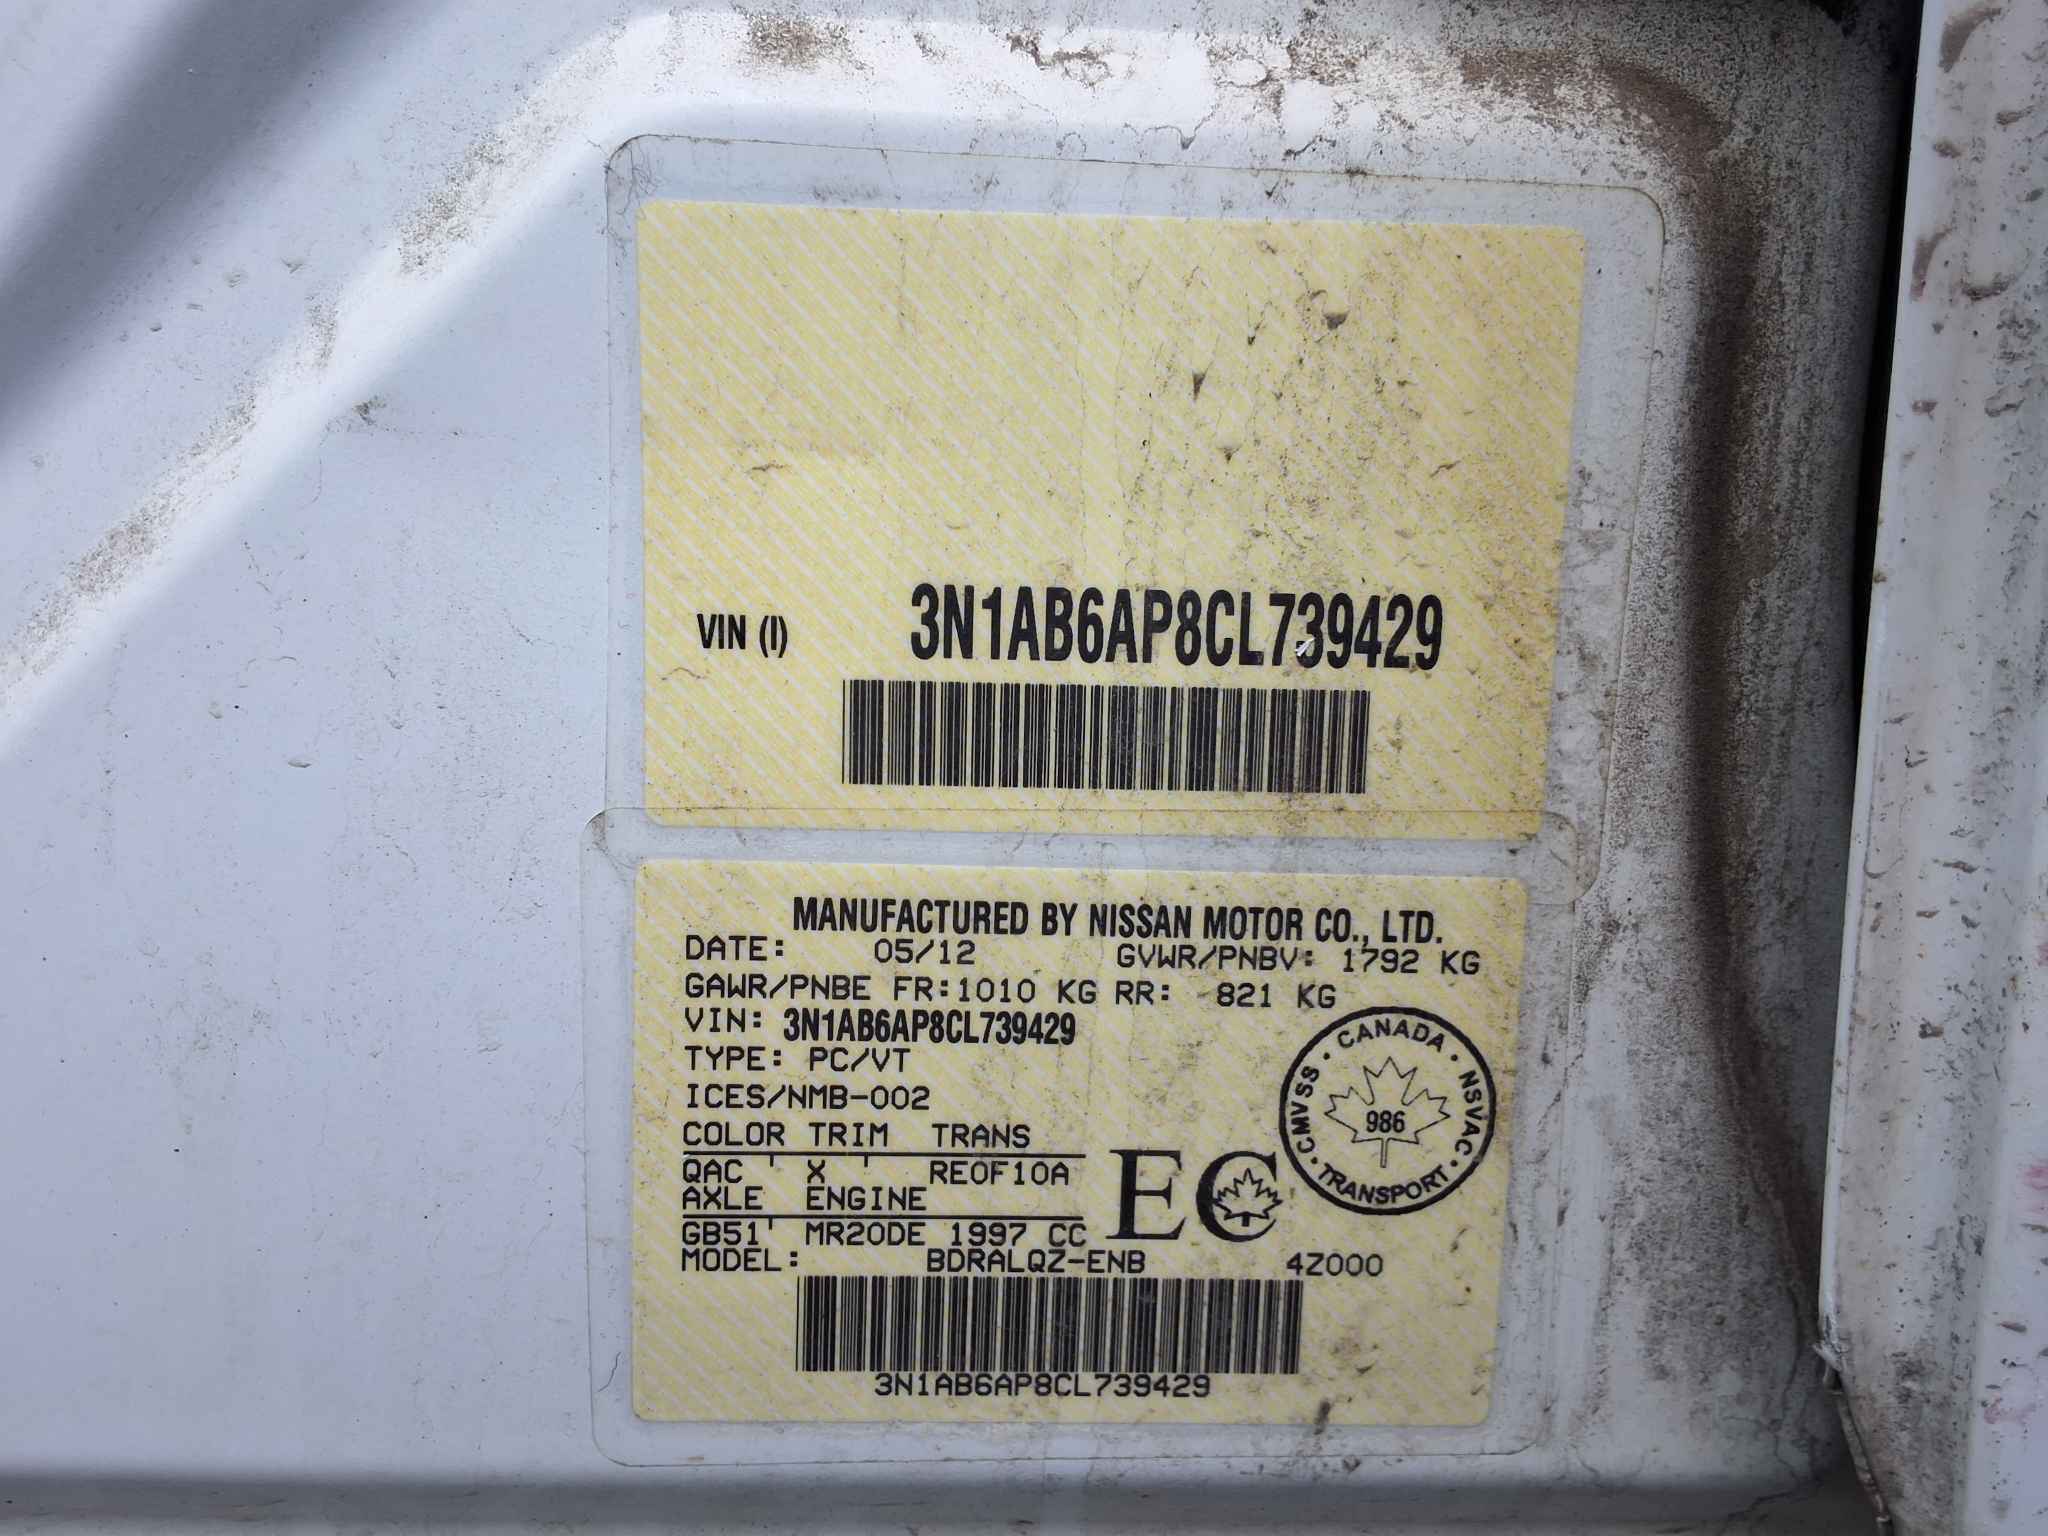 VIN (I) 3N1AB6AP8CL739429
MANUFACTURED BY NISSAN MOTOR CO., LTD.
DATE: 05/12 GVWR/PNBV: 1792 KG
GAWR/PNBE FR:1010 KG RR: 821 KG
VIN: 3N1AB6AP8CL739429
TYPE: PC/VT
ICES/NMB-002
COLOR TRIM TRANS
QAC X RE0F10A
AXLE ENGINE
GB51 MR20DE 1997 CC
MODEL: BDRALQZ-ENB 4Z000
3N1AB6AP8CL739429
EC
CANADA · NSVAC · TRANSPORT · CMVSS ·
986